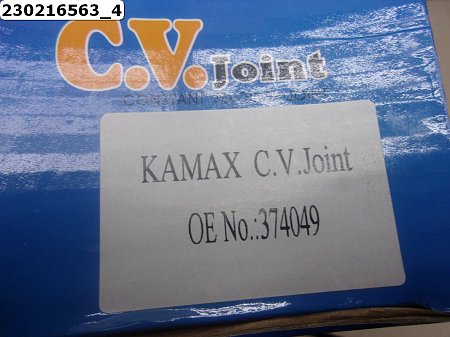 230216563_4
C.V.Joint
KAMAX C.V.Joint
OE No.:374049